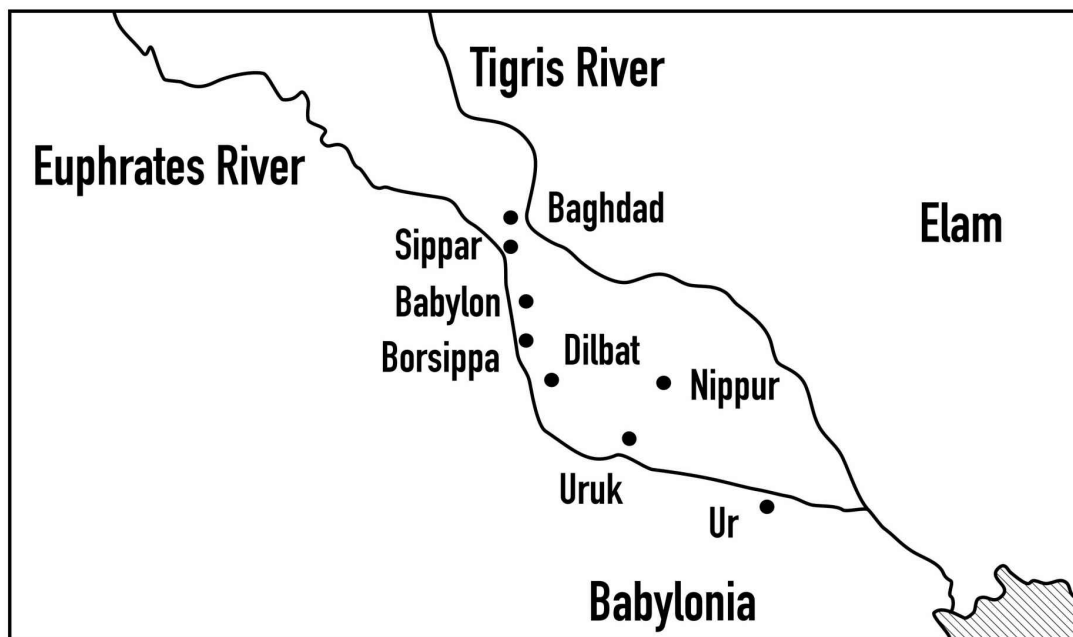 Tigris River
Euphrates River
Baghdad
Elam
Sippar
Babylon
Borsippa
Dilbat
Nippur
Uruk
Ur
Babylonia